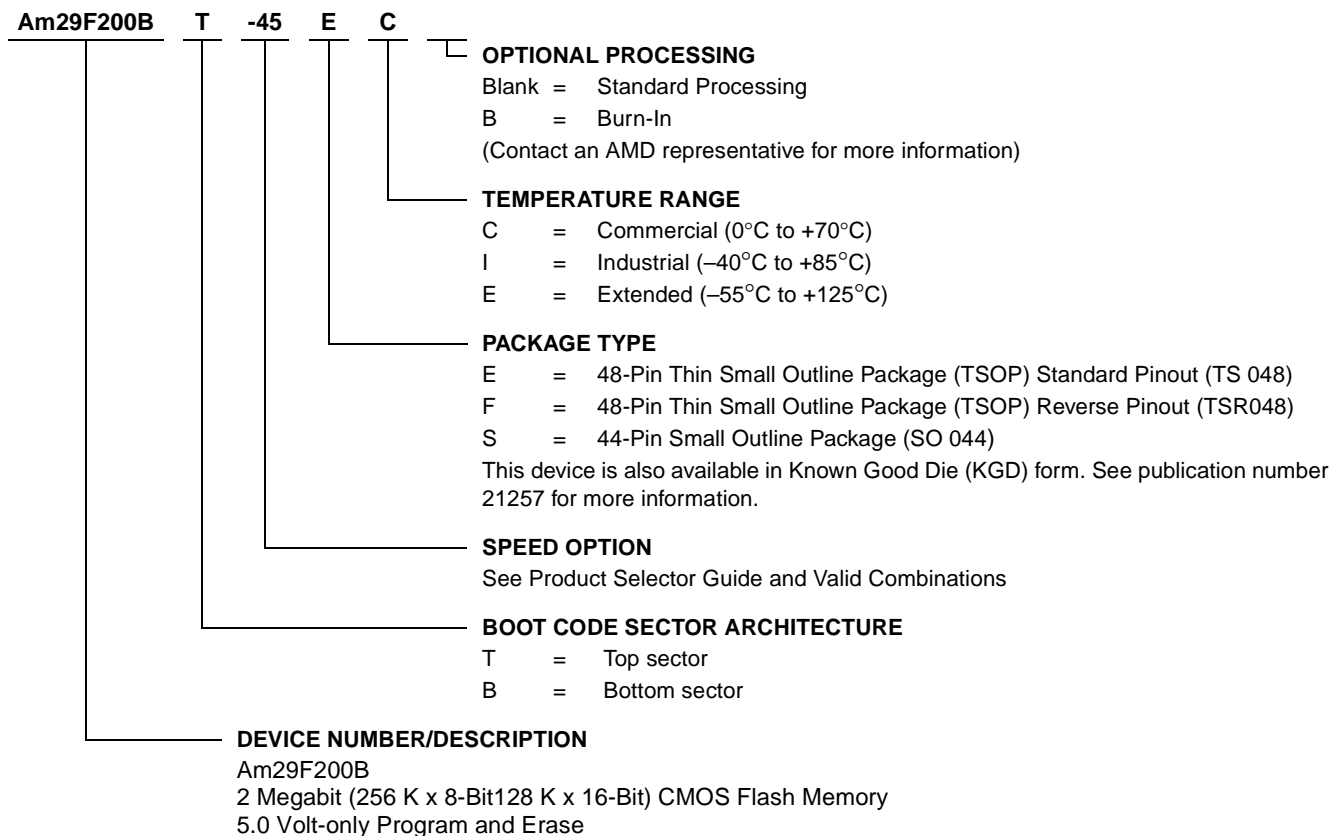 Am29F200B T -45 E C
OPTIONAL PROCESSING
Blank = Standard Processing
B = Burn-In
(Contact an AMD representative for more information)
TEMPERATURE RANGE
C = Commercial (0°C to +70°C)
I = Industrial (–40°C to +85°C)
E = Extended (–55°C to +125°C)
PACKAGE TYPE
E = 48-Pin Thin Small Outline Package (TSOP) Standard Pinout (TS 048)
F = 48-Pin Thin Small Outline Package (TSOP) Reverse Pinout (TSR048)
S = 44-Pin Small Outline Package (SO 044)
This device is also available in Known Good Die (KGD) form. See publication number
21257 for more information.
SPEED OPTION
See Product Selector Guide and Valid Combinations
BOOT CODE SECTOR ARCHITECTURE
T = Top sector
B = Bottom sector
DEVICE NUMBER/DESCRIPTION
Am29F200B
2 Megabit (256 K x 8-Bit128 K x 16-Bit) CMOS Flash Memory
5.0 Volt-only Program and Erase